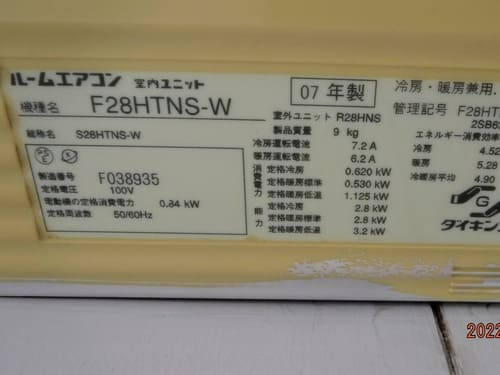 ルームエアコン 室内ユニット
機種名 F28HTNS-W
総称名 S28HTNS-W
PS E
製造番号 F038935
定格電圧 100V
電動機の定格消費電力 0.84 kW
定格周波数 50/60Hz
07 年製
室外ユニット R28HNS
製品質量 9 kg
冷房運転電流 7.2 A
暖房運転電流 6.2 A
消費電力
定格冷房 0.620 kW
定格暖房標準 0.530 kW
定格暖房低温 1.125 kW
能力
定格冷房 2.8 kW
定格暖房標準 2.8 kW
定格暖房低温 3.2 kW
冷房・暖房兼用
管理記号 F28HT
2SB62
エネルギー消費効率
冷房 4.52
暖房 5.28
冷暖房平均 4.90
G
ダイキン
2022